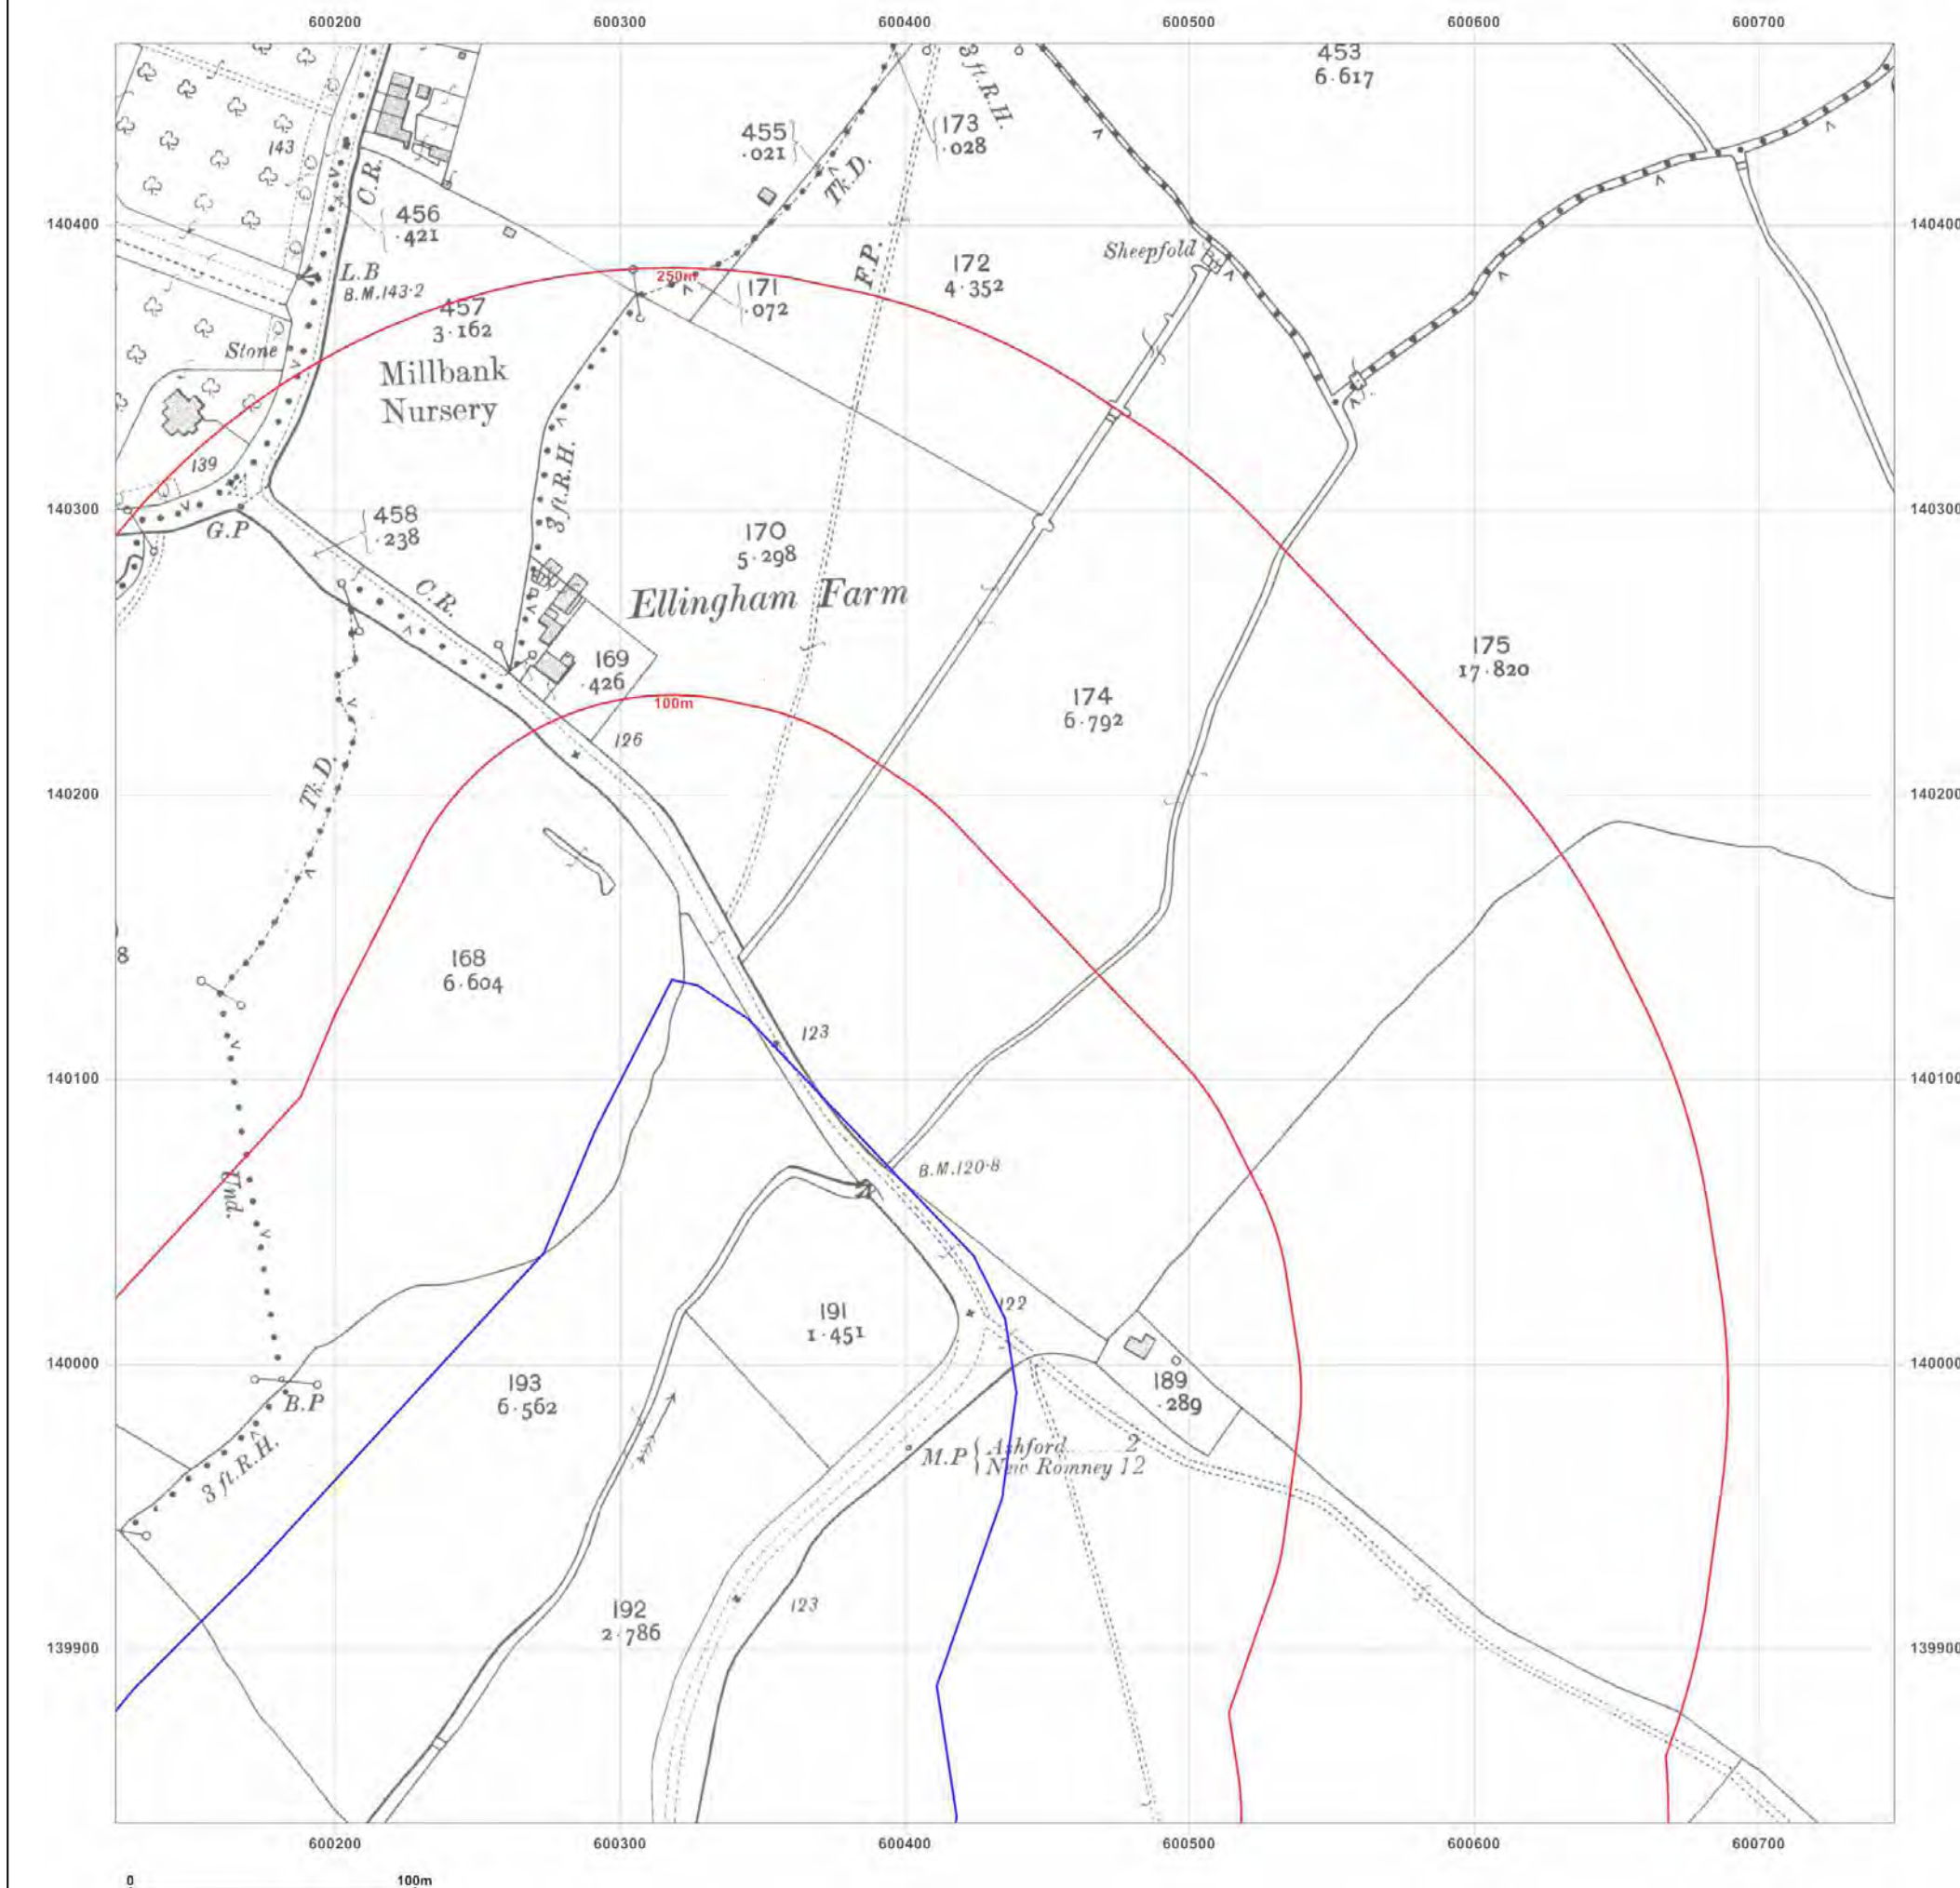 600200 600300 600400 600500 600600 600700
453
6·617
3 ft.R.H.
455
·021
173
·028
143
C.R.
Tk.D.
456
·421
140400 140400
F.P.
Sheepfold
L.B
B.M.143·2
172
4·352
250m
171
·072
457
3·162
Stone
Millbank
Nursery
139
3 ft.R.H.
140300 140300
G.P
458
·238
170
5·298
C.R.
Ellingham Farm
175
17·820
169
·426
174
6·792
100m
126
Tk.D.
140200 140200
8
168
6·604
123
140100 140100
B.M.120·8
Und.
191
1·451
122
140000 140000
193
6·562
189
·289
B.P
M.P { Ashford 2
New Romney 12
3 ft.R.H.
192
2·786
123
139900 139900
600200 600300 600400 600500 600600 600700
0 100m